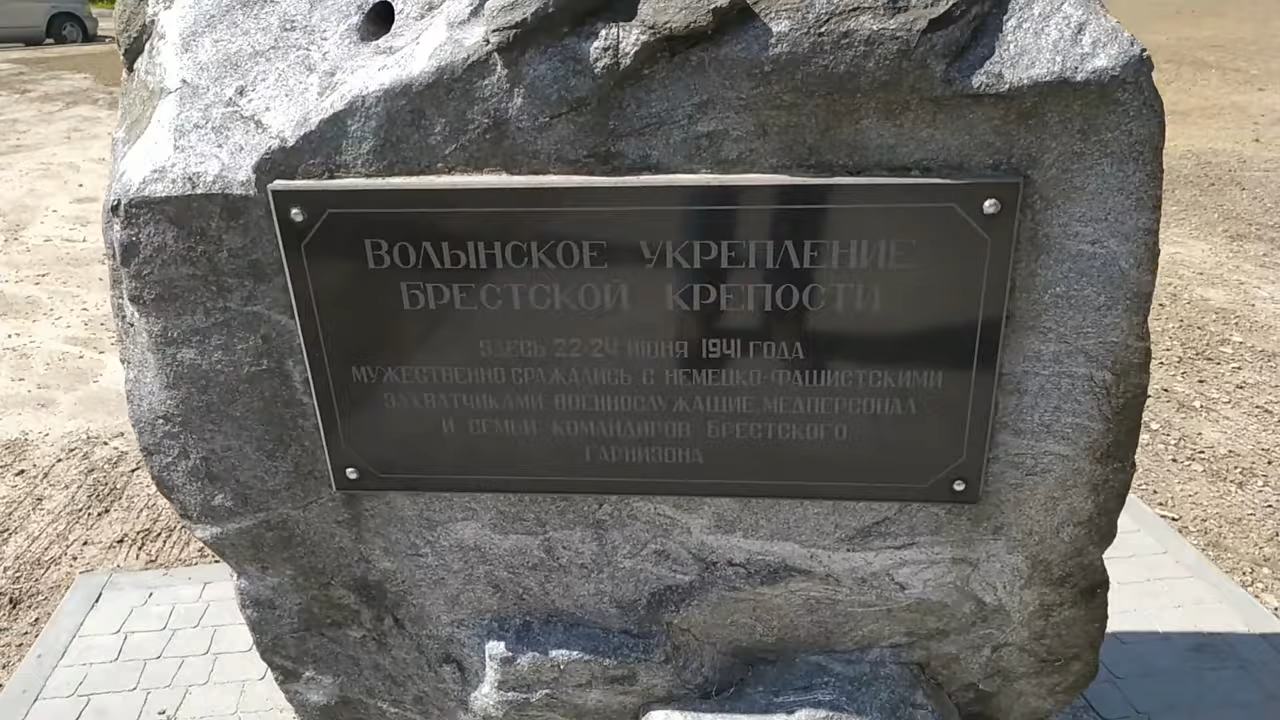 ВОЛЫНСКОЕ УКРЕПЛЕНИЕ
БРЕСТСКОЙ КРЕПОСТИ
ЗДЕСЬ 22-24 ИЮНЯ 1941 ГОДА
МУЖЕСТВЕННО СРАЖАЛИСЬ С НЕМЕЦКО-ФАШИСТСКИМИ
ЗАХВАТЧИКАМИ ВОЕННОСЛУЖАЩИЕ, МЕДПЕРСОНАЛ
И СЕМЬИ КОМАНДИРОВ БРЕСТСКОГО
ГАРНИЗОНА